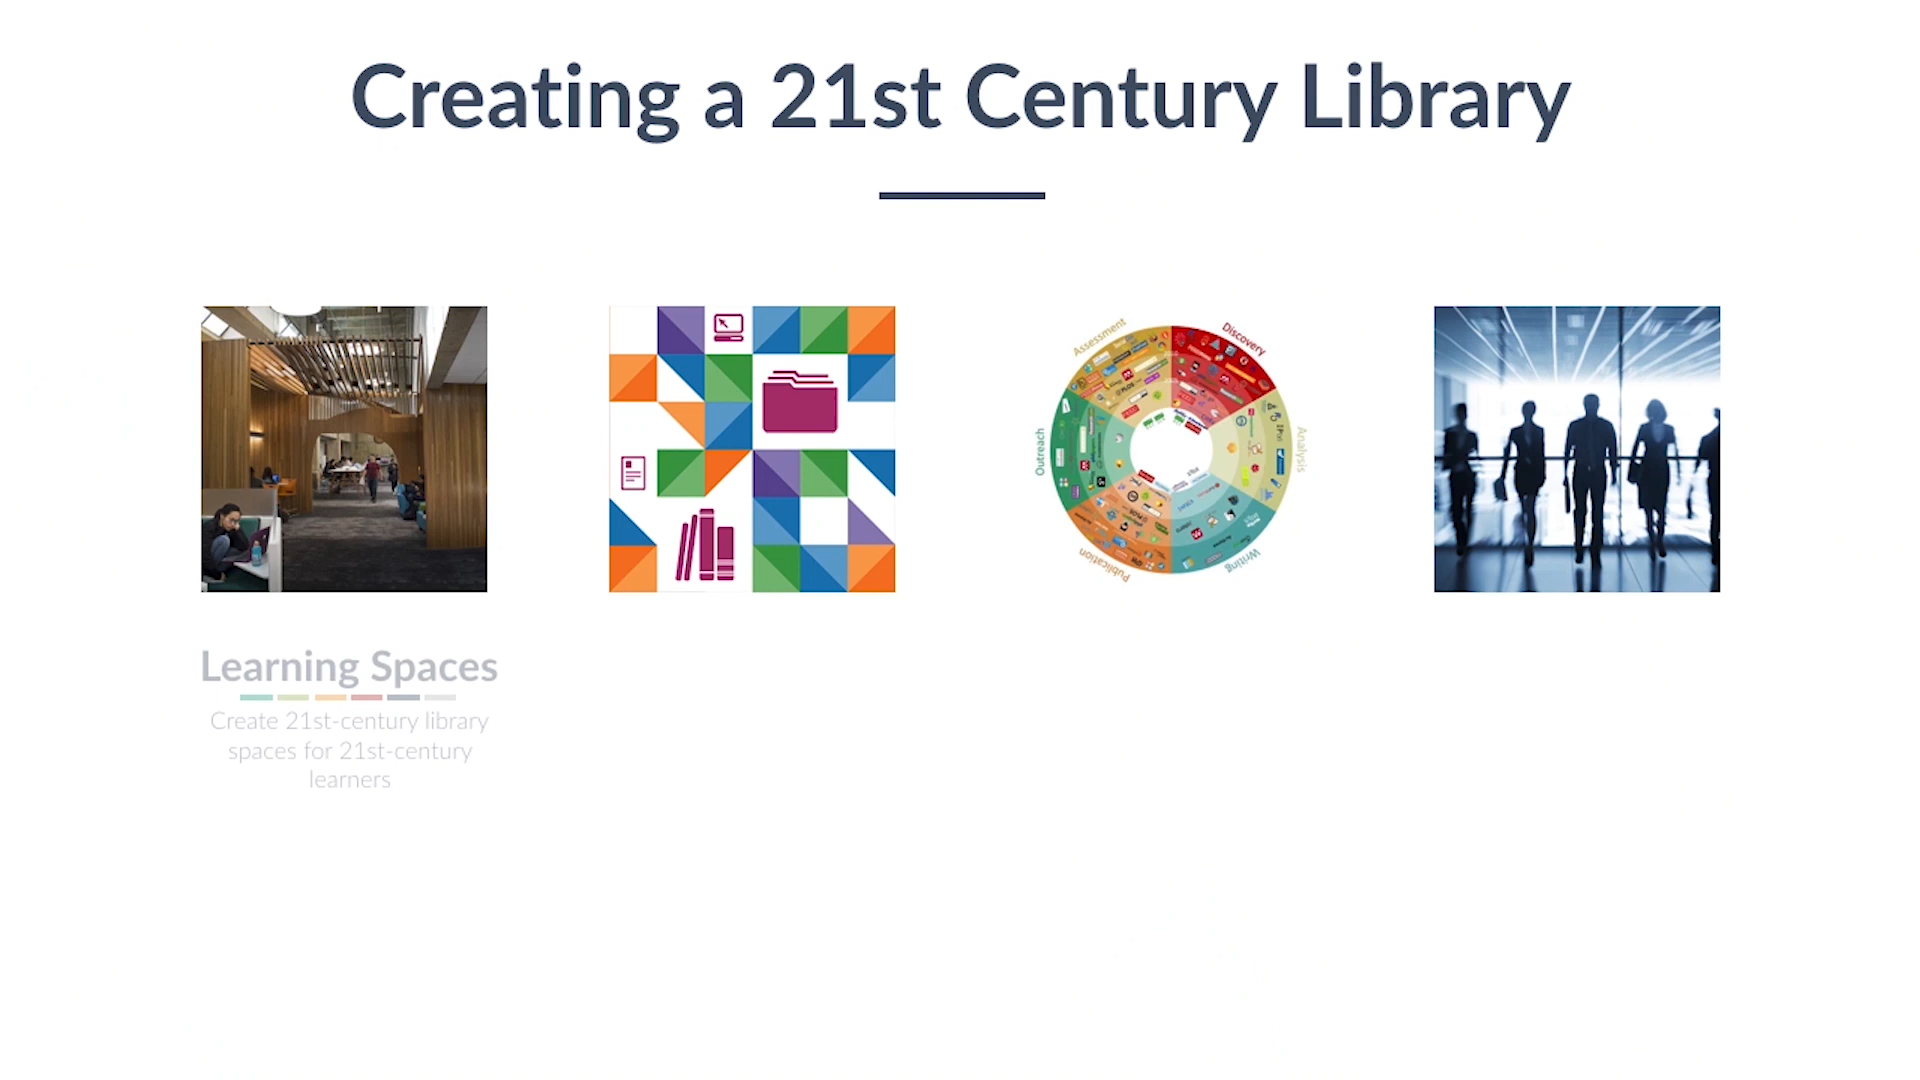 Creating a 21st Century Library
Assessment
Discovery
Analysis
Writing
Publication
Outreach
Learning Spaces
Create 21st-century library
spaces for 21st-century
learners